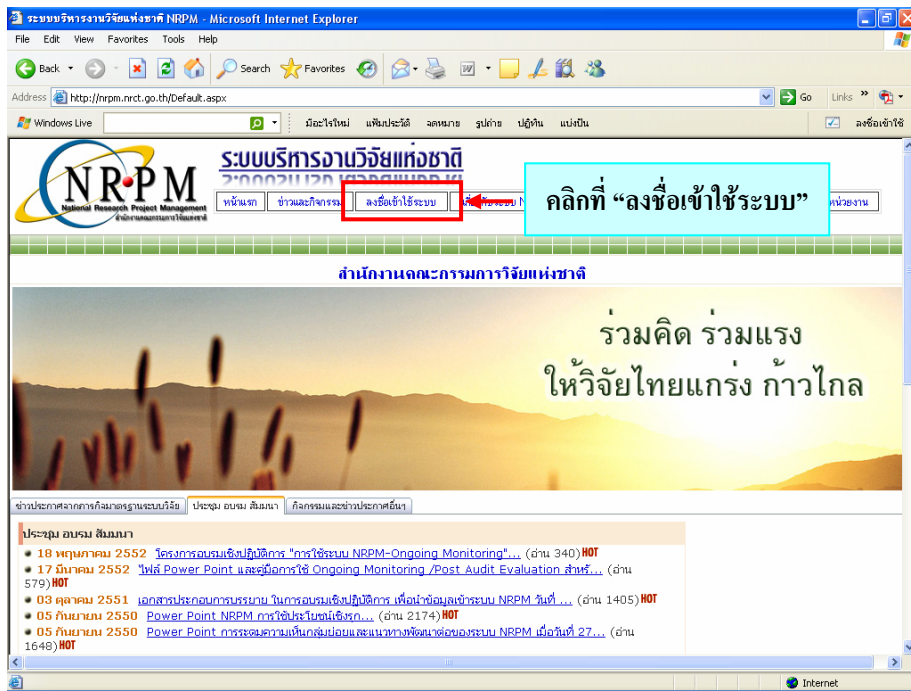 ระบบบริหารงานวิจัยแห่งชาติ NRPM - Microsoft Internet Explorer
File Edit View Favorites Tools Help
Back Search Favorites
Address http://nrpm.nrct.go.th/Default.aspx Go Links
Windows Live มีอะไรใหม่ แฟ้มประวัติ จดหมาย รูปถ่าย ปฏิทิน แบ่งปัน ลงชื่อเข้าใช้
ระบบบริหารงานวิจัยแห่งชาติ
NRPM
National Research Project Management
สำนักงานคณะกรรมการวิจัยแห่งชาติ
หน้าแรก ข่าวและกิจกรรม ลงชื่อเข้าใช้ระบบ
คลิกที่ “ลงชื่อเข้าใช้ระบบ”
สำนักงานคณะกรรมการวิจัยแห่งชาติ
ร่วมคิด ร่วมแรง
ให้วิจัยไทยแกร่ง ก้าวไกล
ข่าวประกาศจากภารกิจมาตรฐานระบบวิจัย ประชุม อบรม สัมมนา กิจกรรมและข่าวประกาศอื่นๆ
ประชุม อบรม สัมมนา
18 พฤษภาคม 2552 โครงการอบรมเชิงปฏิบัติการ "การใช้ระบบ NRPM-Ongoing Monitoring"... (อ่าน 340)HOT
17 มีนาคม 2552 ไฟล์ Power Point และคู่มือการใช้ Ongoing Monitoring /Post Audit Evaluation สำหรั... (อ่าน
579)HOT
03 ตุลาคม 2551 เอกสารประกอบการบรรยาย ในการอบรมเชิงปฏิบัติการ เพื่อนำข้อมูลเข้าระบบ NRPM วันที่ ... (อ่าน 1405)HOT
05 กันยายน 2550 Power Point NRPM การใช้ประโยชน์เชิงรุก... (อ่าน 2174)HOT
05 กันยายน 2550 Power Point การระดมความเห็นกลุ่มย่อยและแนวทางพัฒนาต่อของระบบ NRPM เมื่อวันที่ 27... (อ่าน
1648)HOT
Internet